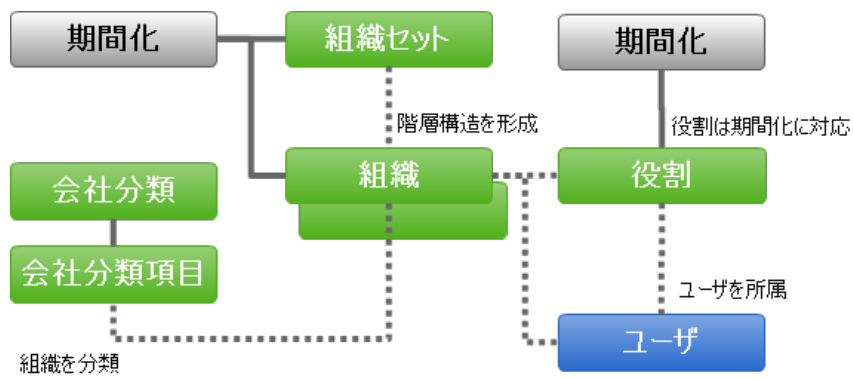 期間化
組織セット
期間化
階層構造を形成
役割は期間化に対応
会社分類
組織
役割
会社分類項目
ユーザを所属
ユーザ
組織を分類